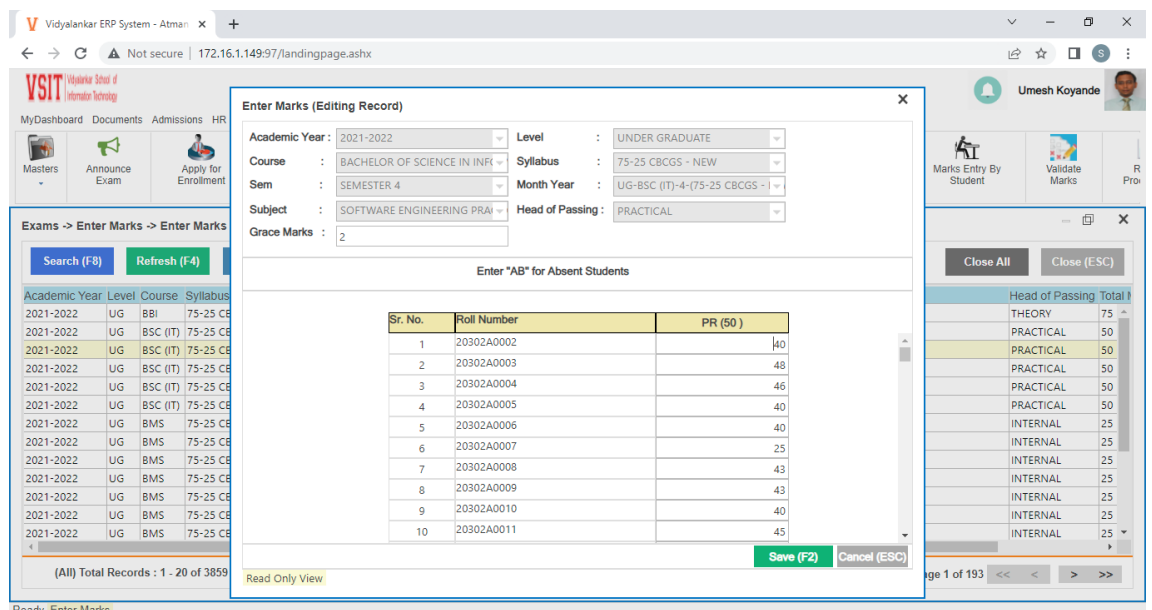 Vidyalankar ERP System - Atman
Not secure | 172.16.1.149:97/landingpage.ashx
S
VSIT Vidyalankar School of
Information Technology
Umesh Koyande
MyDashboard Documents Admissions HR
Masters
Announce Exam
Apply for Enrollment
Marks Entry By Student
Validate Marks
Exams -> Enter Marks -> Enter Marks
Search (F8) Refresh (F4) Close All Close (ESC)
Academic Year Level Course Syllabus Head of Passing Total
2021-2022 UG BBI 75-25 CE THEORY 75
2021-2022 UG BSC (IT) 75-25 CE PRACTICAL 50
2021-2022 UG BSC (IT) 75-25 CE PRACTICAL 50
2021-2022 UG BSC (IT) 75-25 CE PRACTICAL 50
2021-2022 UG BSC (IT) 75-25 CE PRACTICAL 50
2021-2022 UG BSC (IT) 75-25 CE PRACTICAL 50
2021-2022 UG BMS 75-25 CE INTERNAL 25
2021-2022 UG BMS 75-25 CE INTERNAL 25
2021-2022 UG BMS 75-25 CE INTERNAL 25
2021-2022 UG BMS 75-25 CE INTERNAL 25
2021-2022 UG BMS 75-25 CE INTERNAL 25
2021-2022 UG BMS 75-25 CE INTERNAL 25
2021-2022 UG BMS 75-25 CE INTERNAL 25
(All) Total Records : 1 - 20 of 3859
age 1 of 193 << < > >>
Enter Marks (Editing Record)
Academic Year : 2021-2022 Level : UNDER GRADUATE
Course : BACHELOR OF SCIENCE IN INFO Syllabus : 75-25 CBCGS - NEW
Sem : SEMESTER 4 Month Year : UG-BSC (IT)-4-(75-25 CBCGS -
Subject : SOFTWARE ENGINEERING PRA Head of Passing : PRACTICAL
Grace Marks : 2
Enter "AB" for Absent Students
Sr. No. Roll Number PR (50 )
1 20302A0002 40
2 20302A0003 48
3 20302A0004 46
4 20302A0005 40
5 20302A0006 40
6 20302A0007 25
7 20302A0008 43
8 20302A0009 43
9 20302A0010 40
10 20302A0011 45
Save (F2) Cancel (ESC)
Read Only View
Ready Enter Marks